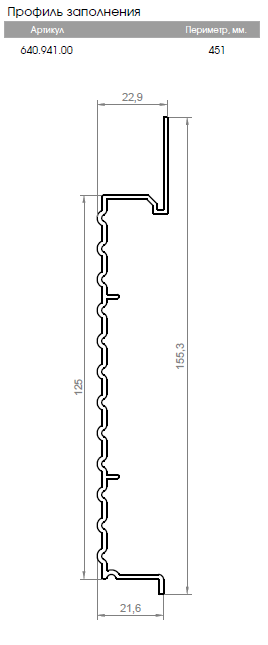 Профиль заполнения
Артикул Периметр, мм.
640.941.00 451
22,9
125
155,3
21,6